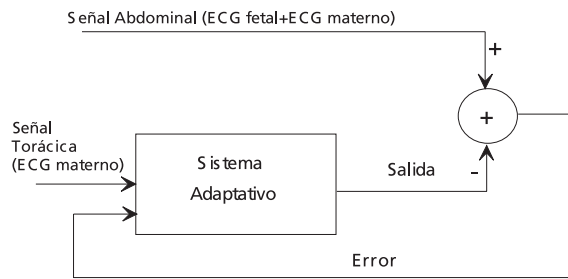 Señal Abdominal (ECG fetal+ECG materno)
+
+
Señal
Torácica
(ECG materno)
Sistema
Adaptativo
Salida
-
Error